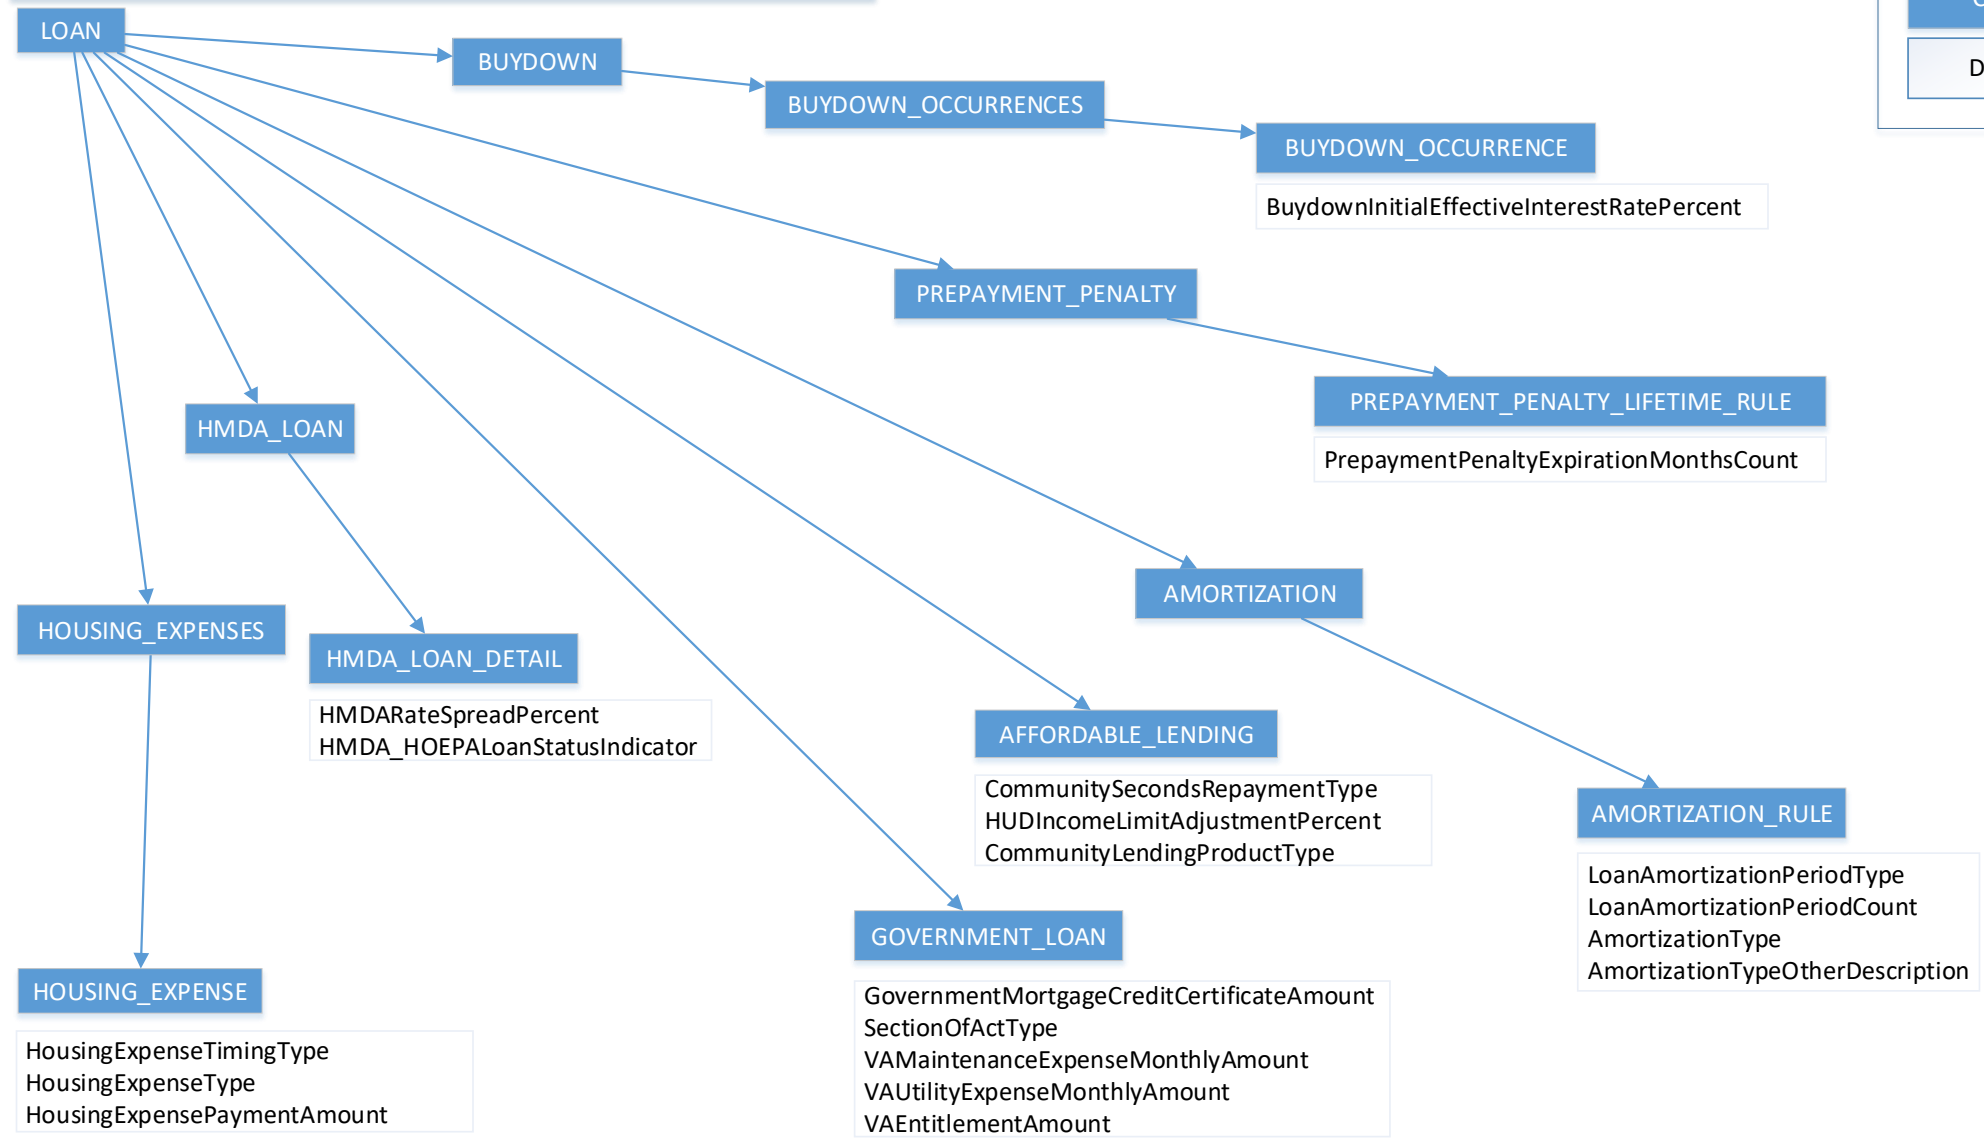 LOAN
BUYDOWN
BUYDOWN_OCCURRENCES
BUYDOWN_OCCURRENCE
BuydownInitialEffectiveInterestRatePercent
PREPAYMENT_PENALTY
PREPAYMENT_PENALTY_LIFETIME_RULE
PrepaymentPenaltyExpirationMonthsCount
HMDA_LOAN
AMORTIZATION
HOUSING_EXPENSES
HMDA_LOAN_DETAIL
HMDARateSpreadPercent
HMDA_HOEPALoanStatusIndicator
AFFORDABLE_LENDING
CommunitySecondsRepaymentType
HUDIncomeLimitAdjustmentPercent
CommunityLendingProductType
AMORTIZATION_RULE
LoanAmortizationPeriodType
LoanAmortizationPeriodCount
AmortizationType
AmortizationTypeOtherDescription
GOVERNMENT_LOAN
GovernmentMortgageCreditCertificateAmount
SectionOfActType
VAMaintenanceExpenseMonthlyAmount
VAUtilityExpenseMonthlyAmount
VAEntitlementAmount
HOUSING_EXPENSE
HousingExpenseTimingType
HousingExpenseType
HousingExpensePaymentAmount